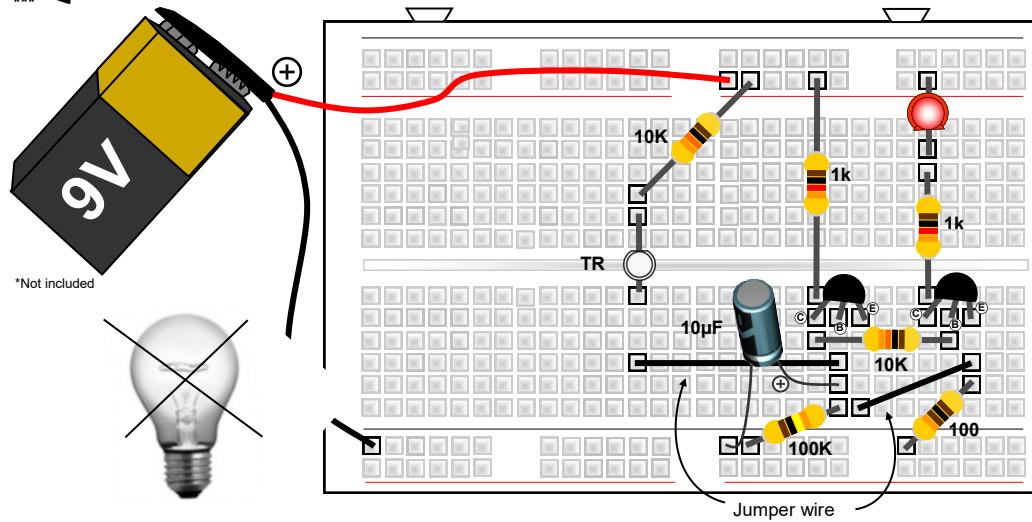 ***
+
9V
*Not included
10K
1k
1k
TR
10µF
C
B
E
C
B
E
10K
+
100K
100
Jumper wire